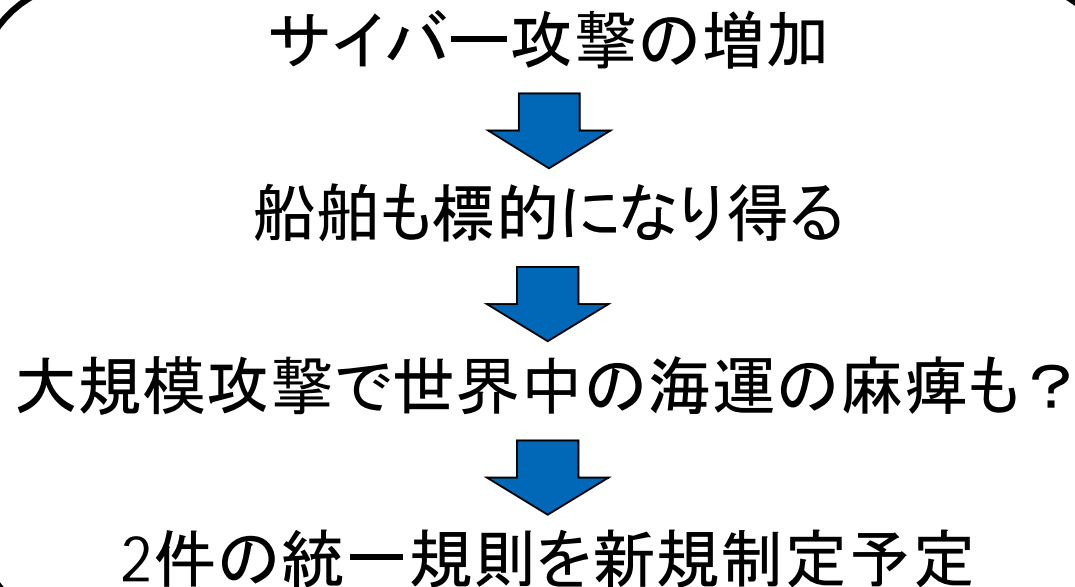 サイバー攻撃の増加
船舶も標的になり得る
大規模攻撃で世界中の海運の麻痺も？
2件の統一規則を新規制定予定